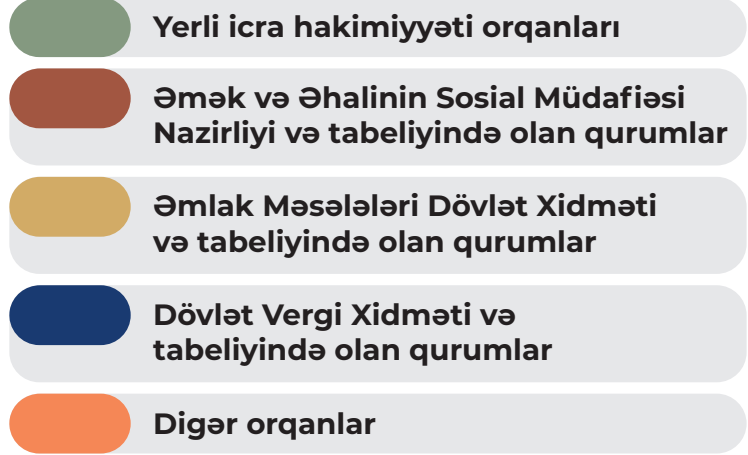 Yerli icra hakimiyyəti orqanları
Əmək və Əhalinin Sosial Müdafiəsi
Nazirliyi və tabeliyində olan qurumlar
Əmlak Məsələləri Dövlət Xidməti
və tabeliyində olan qurumlar
Dövlət Vergi Xidməti və
tabeliyində olan qurumlar
Digər orqanlar